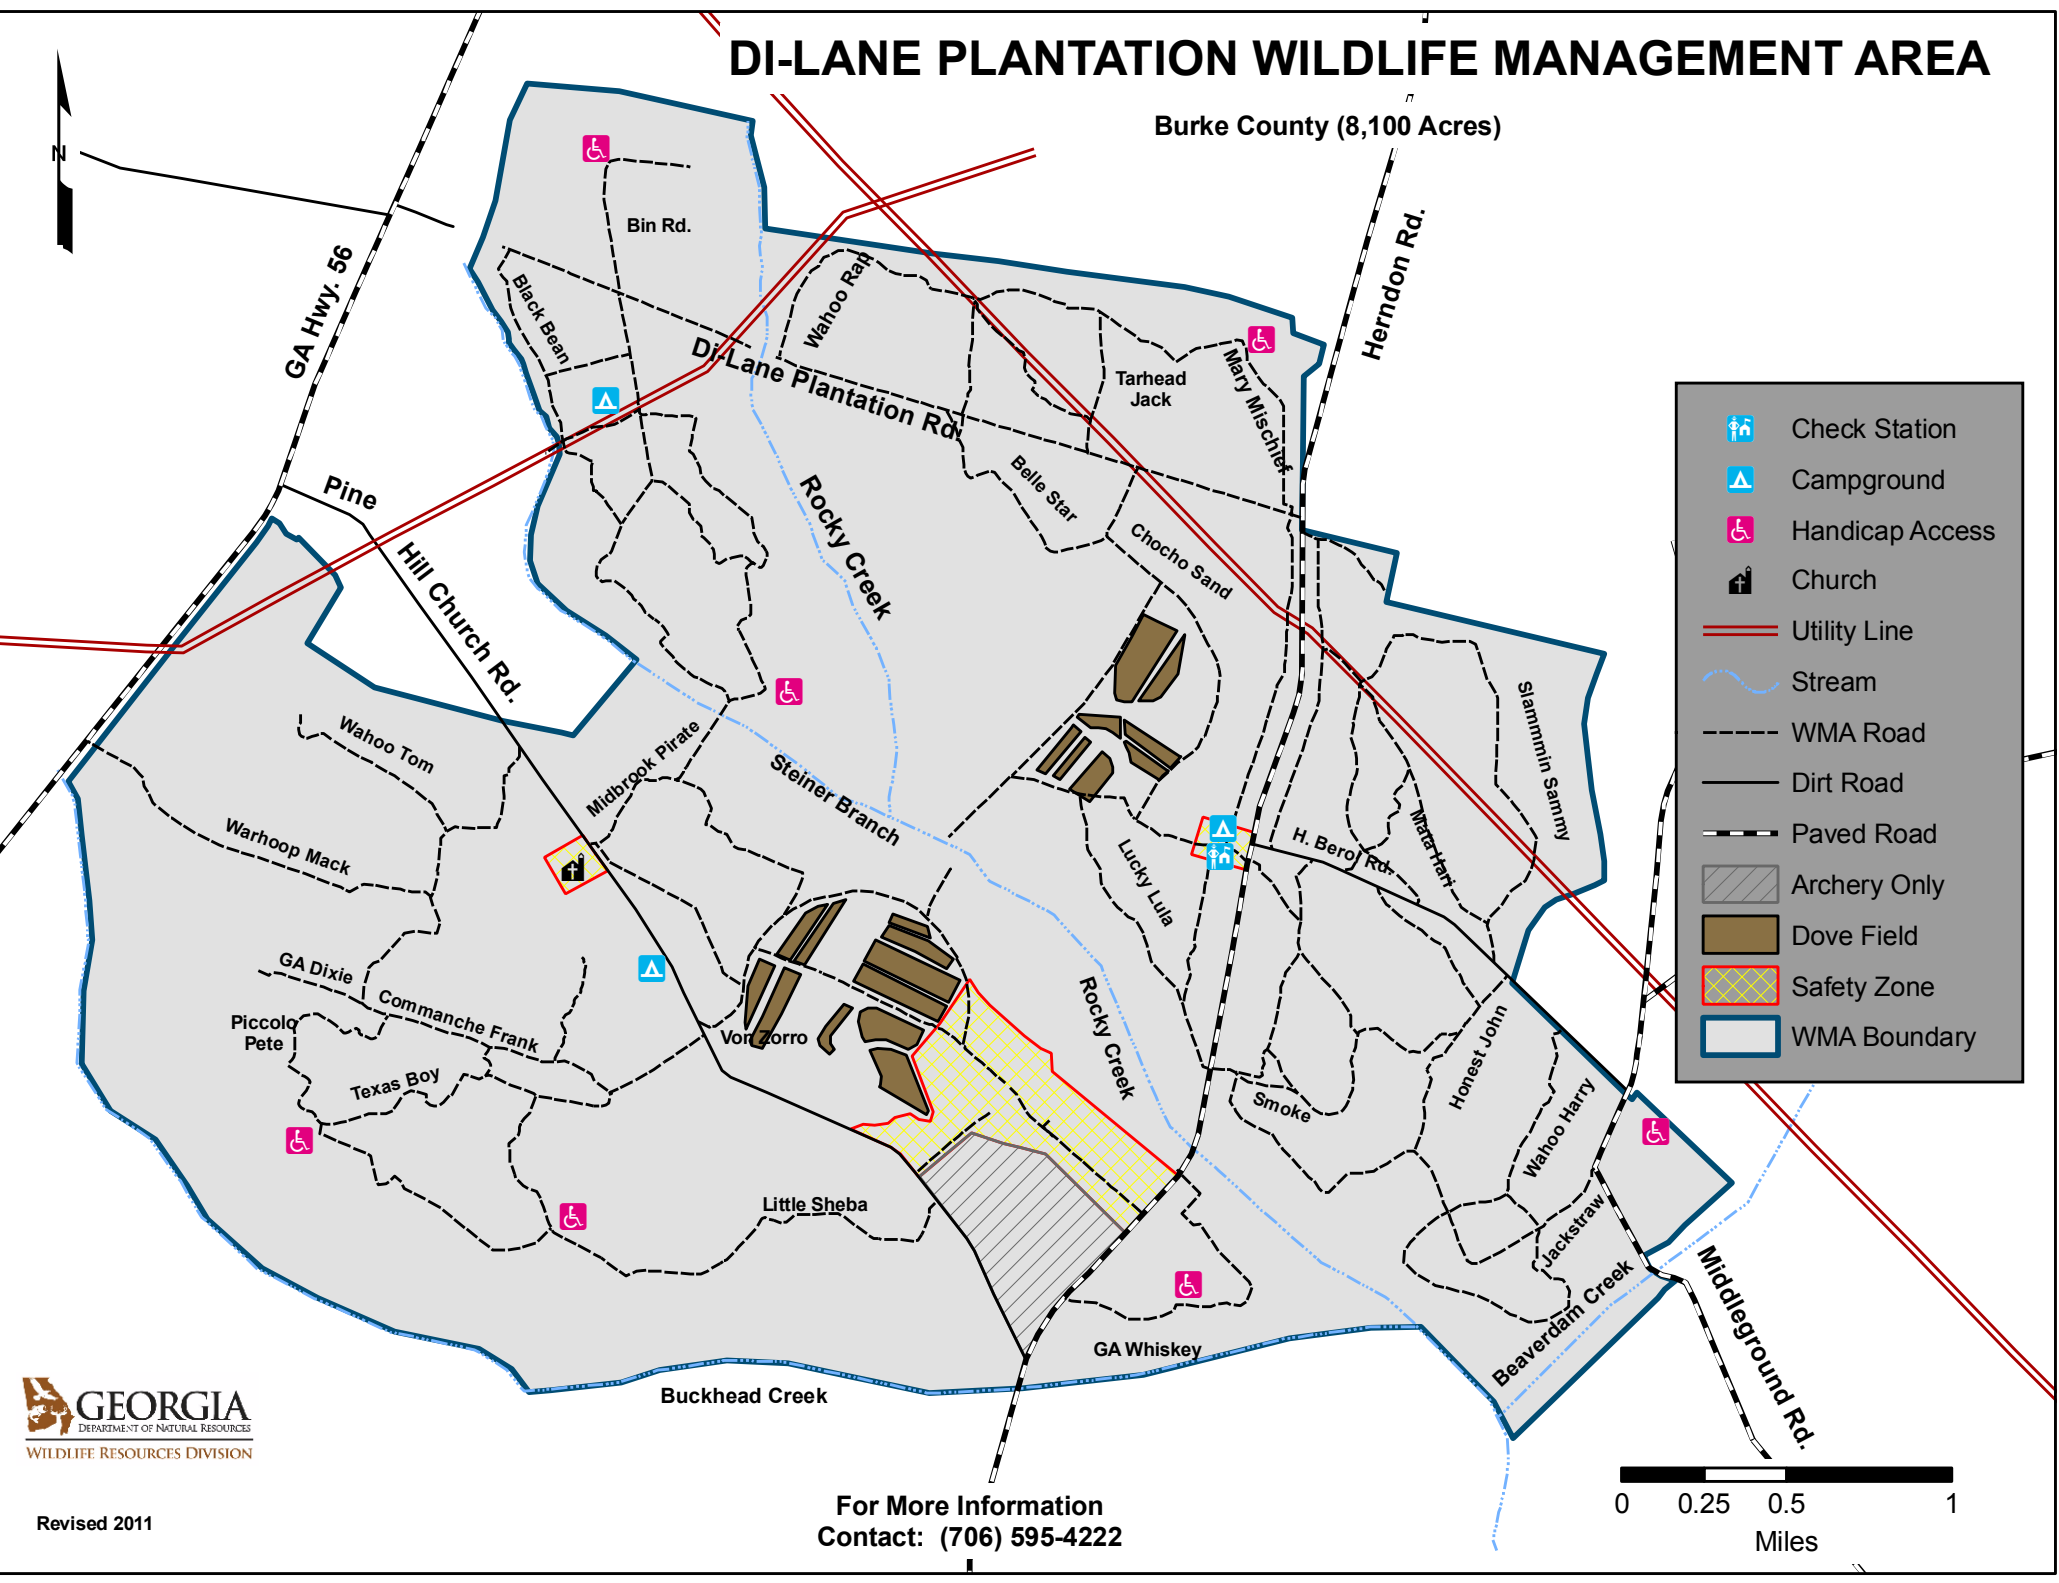 DI-LANE PLANTATION WILDLIFE MANAGEMENT AREA
Burke County (8,100 Acres)
N
GA Hwy. 56
Herndon Rd.
Bin Rd.
Black Bean
Wahoo Rap
Di-Lane Plantation Rd.
Tarhead
Jack
Mary Mischief
Belle Star
Chocho Sand
Pine
Hill Church Rd.
Rocky Creek
Wahoo Tom
Midbrook Pirate
Steiner Branch
Warhoop Mack
Slammmin Sammy
Mata Hari
H. Berol Rd.
Lucky Lula
GA Dixie
Commanche Frank
Piccolo
Pete
Texas Boy
Von Zorro
Rocky Creek
Honest John
Smoke
Wahoo Harry
Little Sheba
Jackstraw
Beaverdam Creek
Middleground Rd.
GA Whiskey
Buckhead Creek
Check Station
Campground
Handicap Access
Church
Utility Line
Stream
WMA Road
Dirt Road
Paved Road
Archery Only
Dove Field
Safety Zone
WMA Boundary
GEORGIA
DEPARTMENT OF NATURAL RESOURCES
WILDLIFE RESOURCES DIVISION
Revised 2011
For More Information
Contact: (706) 595-4222
0 0.25 0.5 1
Miles